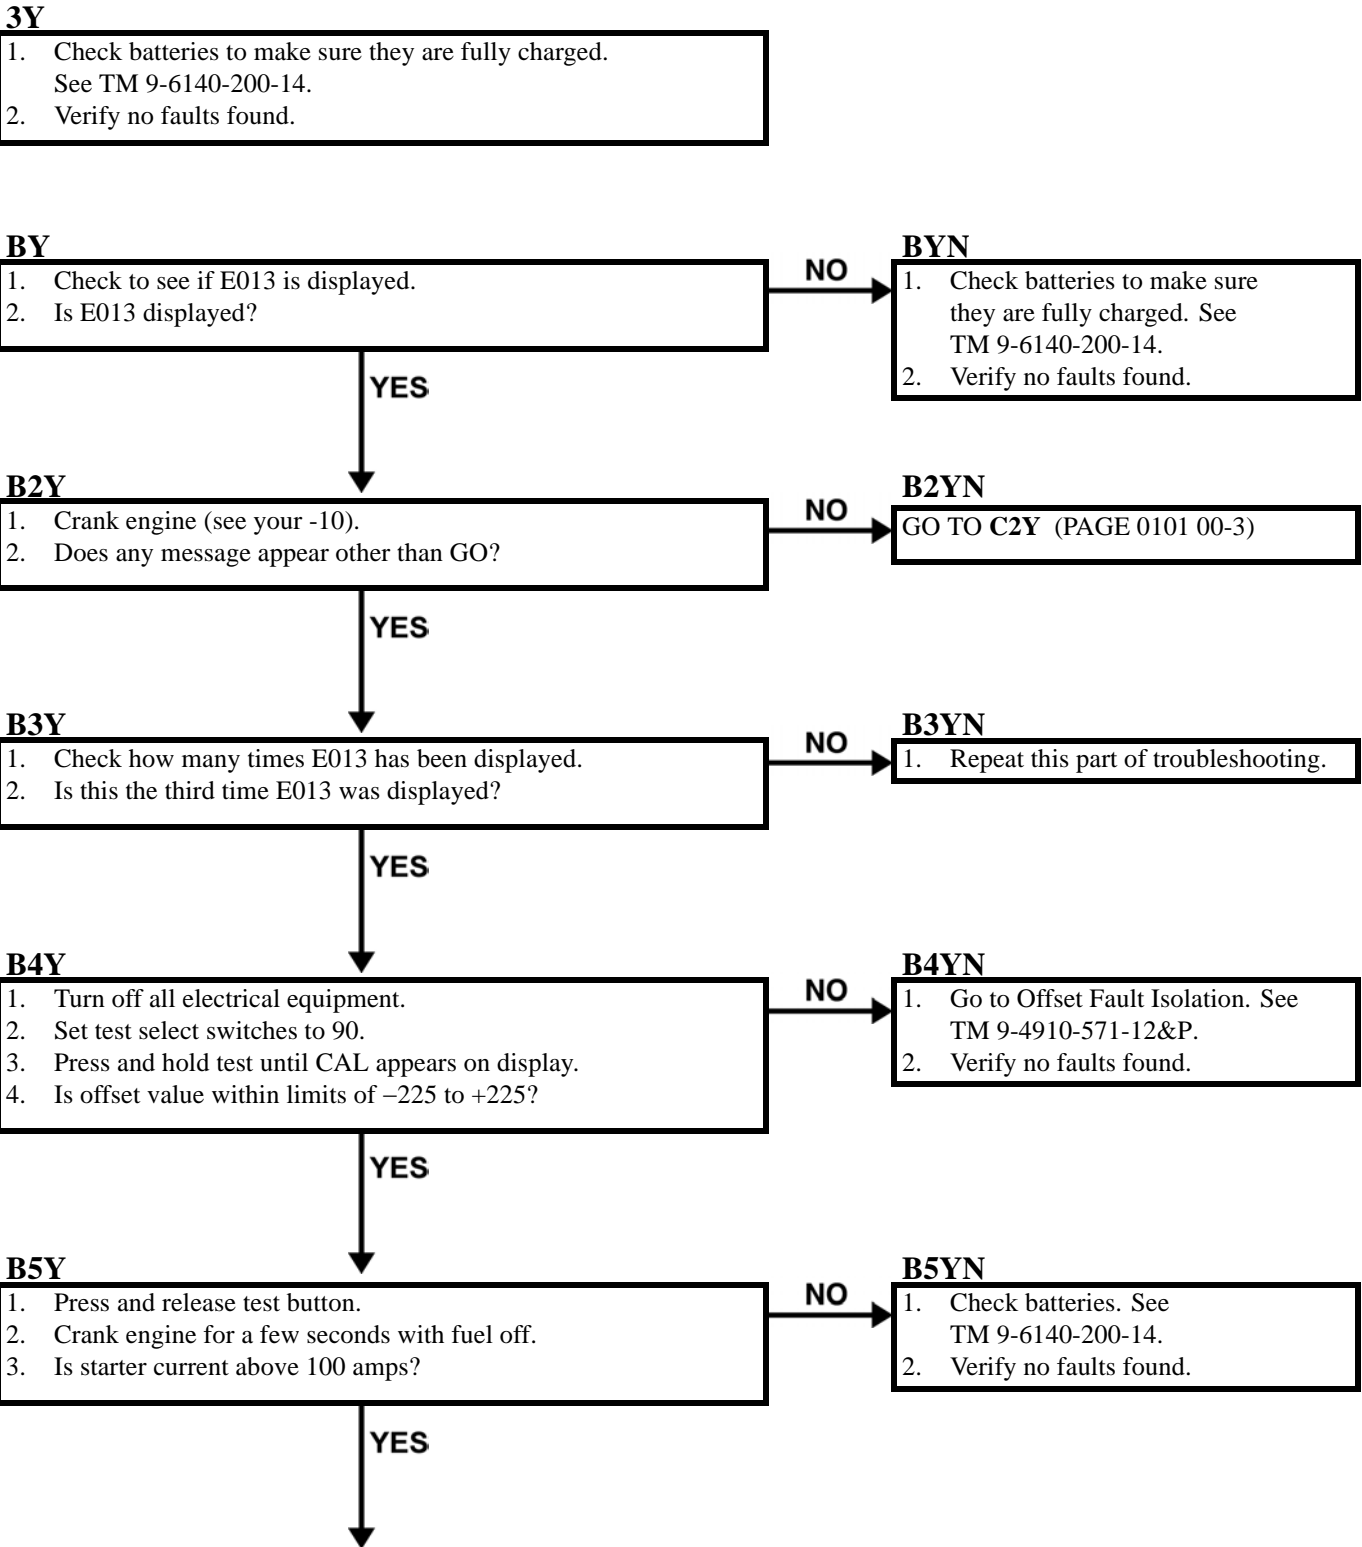 3Y
1. Check batteries to make sure they are fully charged.
See TM 9-6140-200-14.
2. Verify no faults found.
BY
1. Check to see if E013 is displayed.
2. Is E013 displayed?
NO
BYN
1. Check batteries to make sure
they are fully charged. See
TM 9-6140-200-14.
2. Verify no faults found.
YES
B2Y
1. Crank engine (see your -10).
2. Does any message appear other than GO?
NO
B2YN
GO TO C2Y (PAGE 0101 00-3)
YES
B3Y
1. Check how many times E013 has been displayed.
2. Is this the third time E013 was displayed?
NO
B3YN
1. Repeat this part of troubleshooting.
YES
B4Y
1. Turn off all electrical equipment.
2. Set test select switches to 90.
3. Press and hold test until CAL appears on display.
4. Is offset value within limits of −225 to +225?
NO
B4YN
1. Go to Offset Fault Isolation. See
TM 9-4910-571-12&P.
2. Verify no faults found.
YES
B5Y
1. Press and release test button.
2. Crank engine for a few seconds with fuel off.
3. Is starter current above 100 amps?
NO
B5YN
1. Check batteries. See
TM 9-6140-200-14.
2. Verify no faults found.
YES